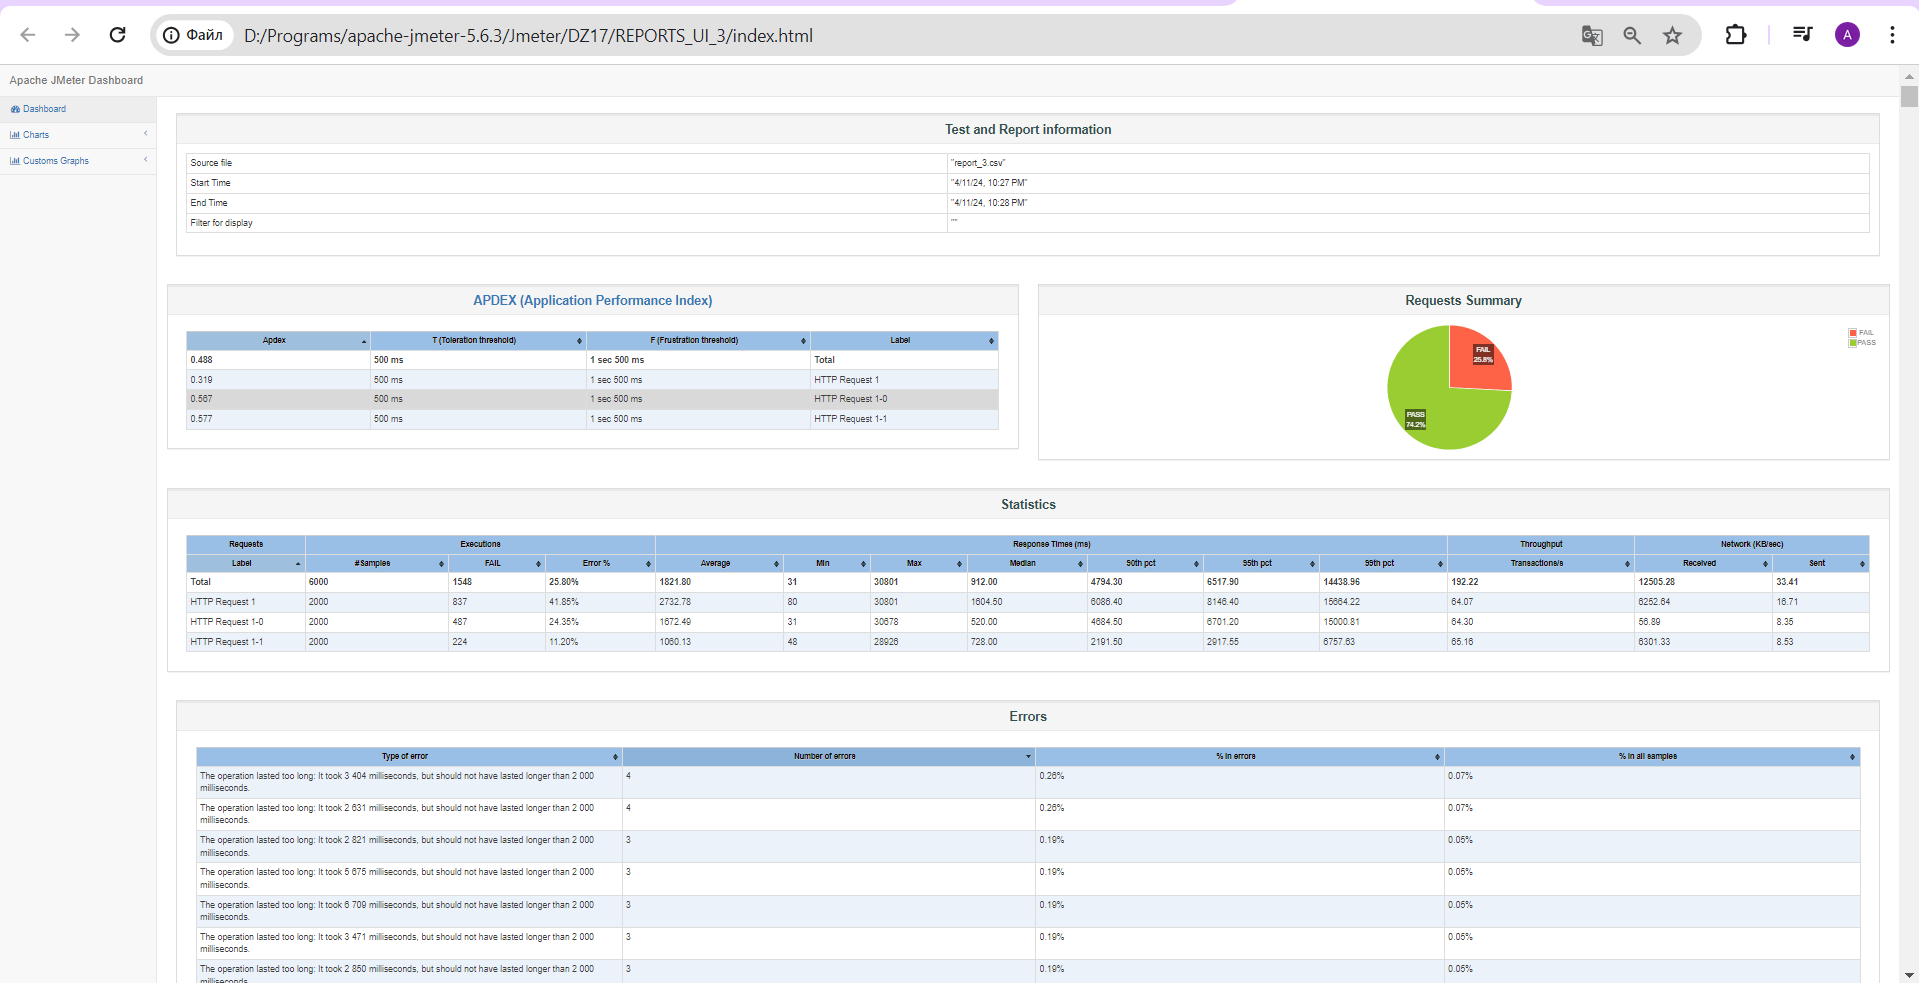 Файл
D:/Programs/apache-jmeter-5.6.3/Jmeter/DZ17/REPORTS_UI_3/index.html
A
Apache JMeter Dashboard
Dashboard
Charts
Customs Graphs
Test and Report information
Source file "report_3.csv"
Start Time "4/11/24, 10:27 PM"
End Time "4/11/24, 10:28 PM"
Filter for display ""
APDEX (Application Performance Index)
Apdex T (Toleration threshold) F (Frustration threshold) Label
0.488 500 ms 1 sec 500 ms Total
0.319 500 ms 1 sec 500 ms HTTP Request 1
0.567 500 ms 1 sec 500 ms HTTP Request 1-0
0.577 500 ms 1 sec 500 ms HTTP Request 1-1
Requests Summary
FAIL
PASS
FAIL
25.8%
PASS
74.2%
Statistics
Requests Executions Response Times (ms) Throughput Network (KB/sec)
Label #Samples FAIL Error % Average Min Max Median 90th pct 95th pct 99th pct Transactions/s Received Sent
Total 6000 1548 25.80% 1821.80 31 30801 912.00 4794.30 6517.90 14438.96 192.22 12505.28 33.41
HTTP Request 1 2000 837 41.85% 2732.78 80 30801 1604.50 6086.40 8146.40 15664.22 64.07 6252.64 16.71
HTTP Request 1-0 2000 487 24.35% 1672.49 31 30678 520.00 4684.50 6701.20 15000.81 64.30 56.89 8.35
HTTP Request 1-1 2000 224 11.20% 1060.13 48 28926 728.00 2191.50 2917.55 6757.63 65.16 6301.33 8.53
Errors
Type of error Number of errors % in errors % in all samples
The operation lasted too long: It took 3 404 milliseconds, but should not have lasted longer than 2 000 milliseconds. 4 0.26% 0.07%
The operation lasted too long: It took 2 631 milliseconds, but should not have lasted longer than 2 000 milliseconds. 4 0.26% 0.07%
The operation lasted too long: It took 2 821 milliseconds, but should not have lasted longer than 2 000 milliseconds. 3 0.19% 0.05%
The operation lasted too long: It took 5 675 milliseconds, but should not have lasted longer than 2 000 milliseconds. 3 0.19% 0.05%
The operation lasted too long: It took 6 709 milliseconds, but should not have lasted longer than 2 000 milliseconds. 3 0.19% 0.05%
The operation lasted too long: It took 3 471 milliseconds, but should not have lasted longer than 2 000 milliseconds. 3 0.19% 0.05%
The operation lasted too long: It took 2 850 milliseconds, but should not have lasted longer than 2 000 milliseconds. 3 0.19% 0.05%